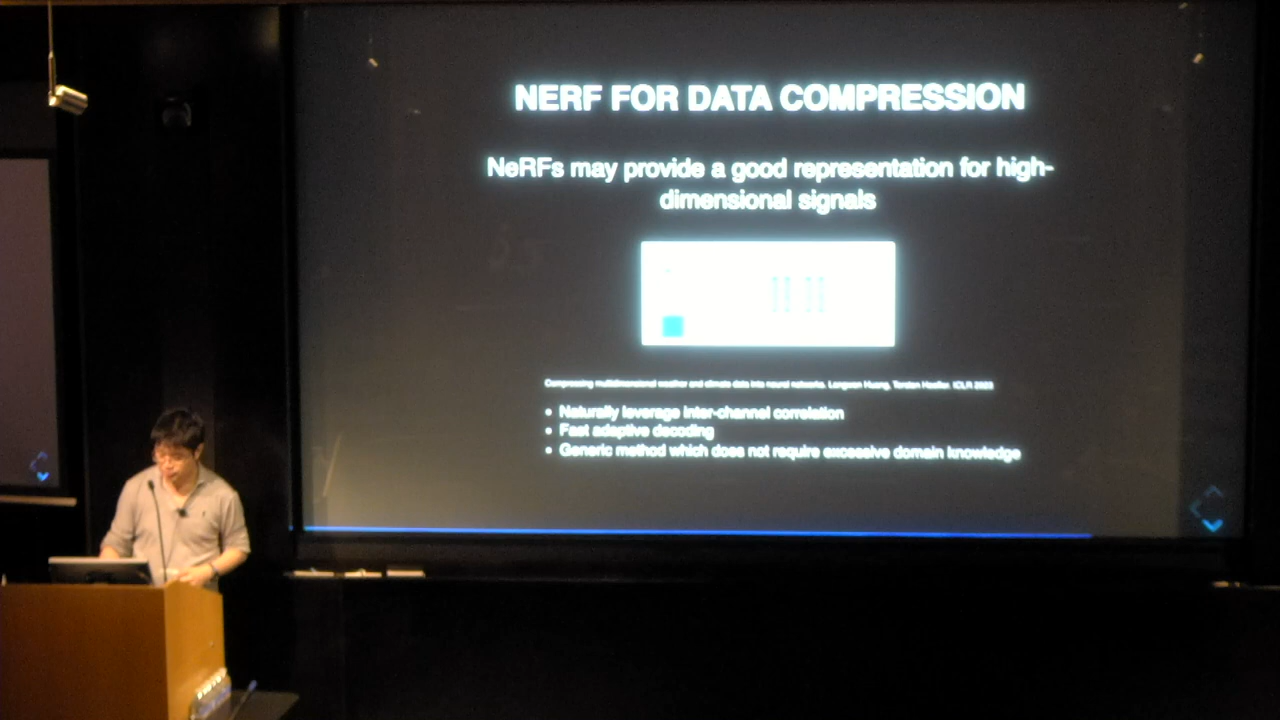 NERF FOR DATA COMPRESSION
NeRFs may provide a good representation for high-
dimensional signals
Compressing multidimensional weather and climate data into neural networks. Langwen Huang, Torsten Hoefler. ICLR 2023
• Naturally leverage inter-channel correlation
• Fast adaptive decoding
• Generic method which does not require excessive domain knowledge